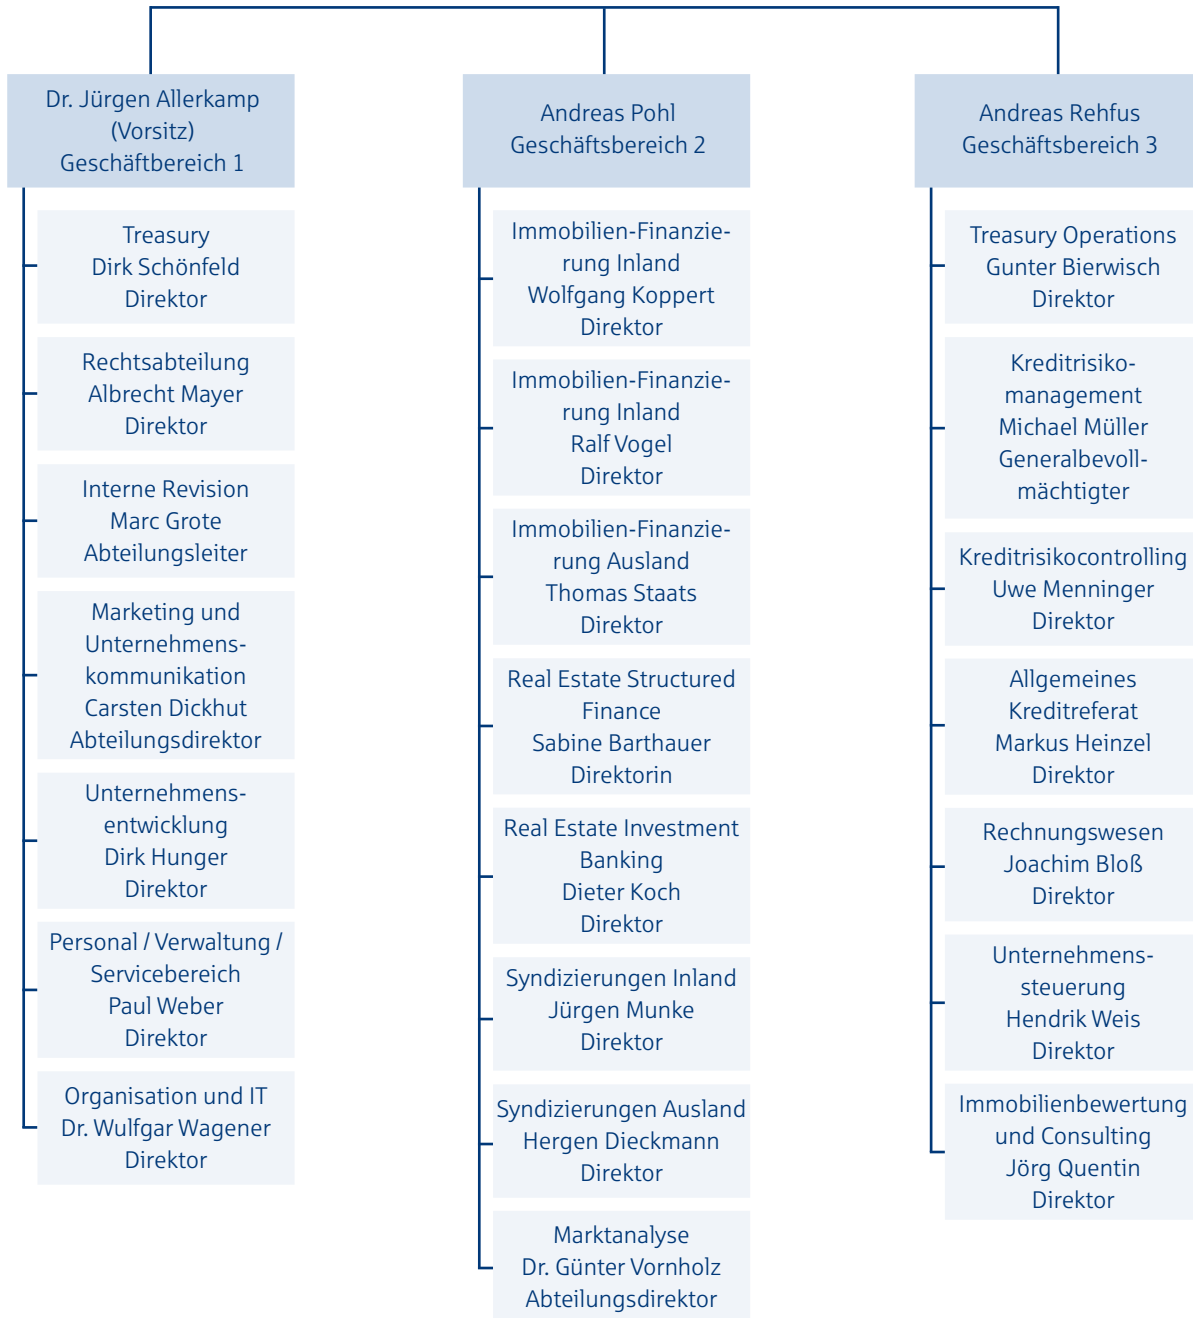 Dr. Jürgen Allerkamp
(Vorsitz)
Geschäftbereich 1
Treasury
Dirk Schönfeld
Direktor
Rechtsabteilung
Albrecht Mayer
Direktor
Interne Revision
Marc Grote
Abteilungsleiter
Marketing und
Unternehmens-
kommunikation
Carsten Dickhut
Abteilungsdirektor
Unternehmens-
entwicklung
Dirk Hunger
Direktor
Personal / Verwaltung /
Servicebereich
Paul Weber
Direktor
Organisation und IT
Dr. Wulfgar Wagener
Direktor
Andreas Pohl
Geschäftsbereich 2
Immobilien-Finanzie-
rung Inland
Wolfgang Koppert
Direktor
Immobilien-Finanzie-
rung Inland
Ralf Vogel
Direktor
Immobilien-Finanzie-
rung Ausland
Thomas Staats
Direktor
Real Estate Structured
Finance
Sabine Barthauer
Direktorin
Real Estate Investment
Banking
Dieter Koch
Direktor
Syndizierungen Inland
Jürgen Munke
Direktor
Syndizierungen Ausland
Hergen Dieckmann
Direktor
Marktanalyse
Dr. Günter Vornholz
Abteilungsdirektor
Andreas Rehfus
Geschäftsbereich 3
Treasury Operations
Gunter Bierwisch
Direktor
Kreditrisiko-
management
Michael Müller
Generalbevoll-
mächtigter
Kreditrisikocontrolling
Uwe Menninger
Direktor
Allgemeines
Kreditreferat
Markus Heinzel
Direktor
Rechnungswesen
Joachim Bloß
Direktor
Unternehmens-
steuerung
Hendrik Weis
Direktor
Immobilienbewertung
und Consulting
Jörg Quentin
Direktor